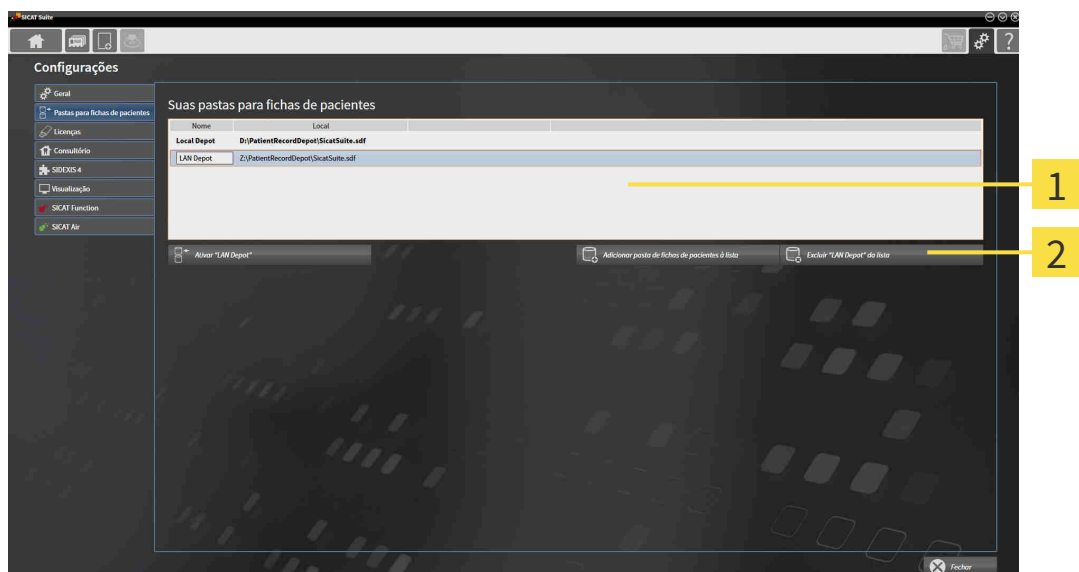 SICAT Suite
?
Configurações
Geral
Pastas para fichas de pacientes
Licenças
Consultório
SIDEXIS 4
Visualização
SICAT Function
SICAT Air
Suas pastas para fichas de pacientes
Nome Local
Local Depot D:\PatientRecordDepot\SicatSuite.sdf
LAN Depot Z:\PatientRecordDepot\SicatSuite.sdf
1
Ativar "LAN Depot" Adicionar pasta de fichas de pacientes à lista Excluir "LAN Depot" da lista
2
Fechar